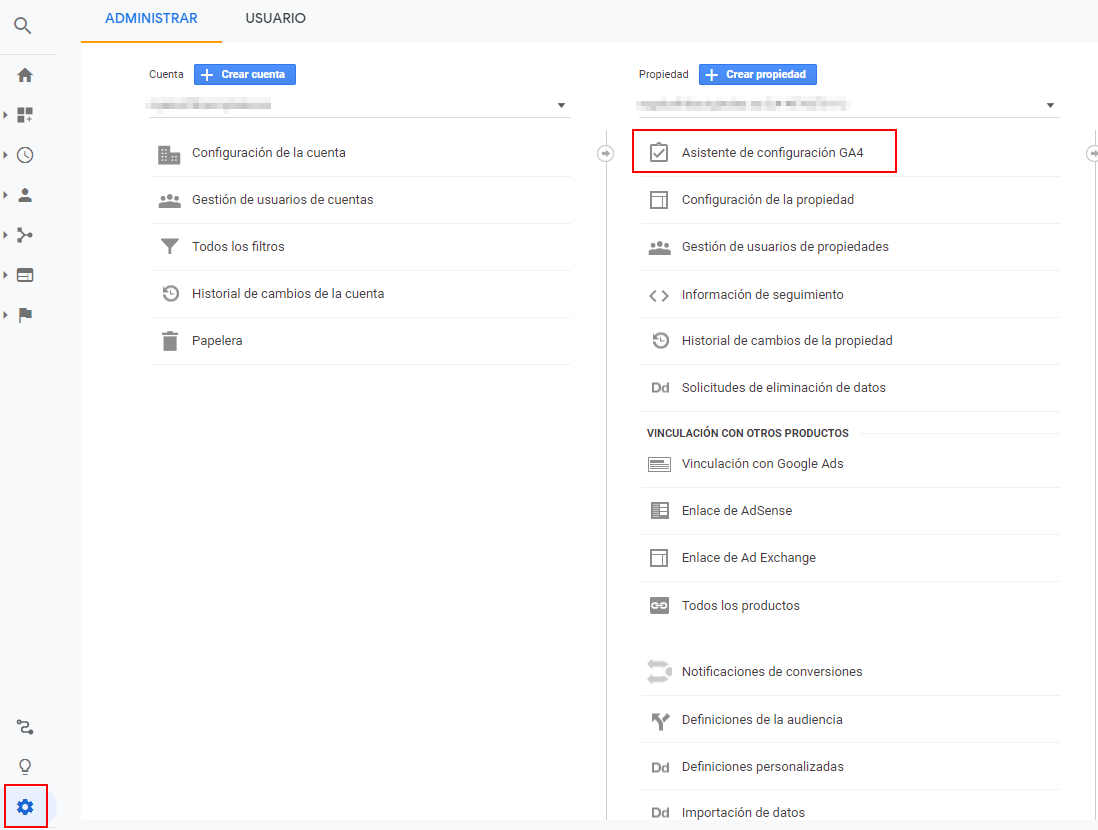 ADMINISTRAR
USUARIO
Cuenta
Crear cuenta
Configuración de la cuenta
Gestión de usuarios de cuentas
Todos los filtros
Historial de cambios de la cuenta
Papelera
Propiedad
Crear propiedad
Asistente de configuración GA4
Configuración de la propiedad
Gestión de usuarios de propiedades
Información de seguimiento
Historial de cambios de la propiedad
Dd Solicitudes de eliminación de datos
VINCULACIÓN CON OTROS PRODUCTOS
Vinculación con Google Ads
Enlace de AdSense
Enlace de Ad Exchange
Todos los productos
Notificaciones de conversiones
Definiciones de la audiencia
Dd Definiciones personalizadas
Dd Importación de datos